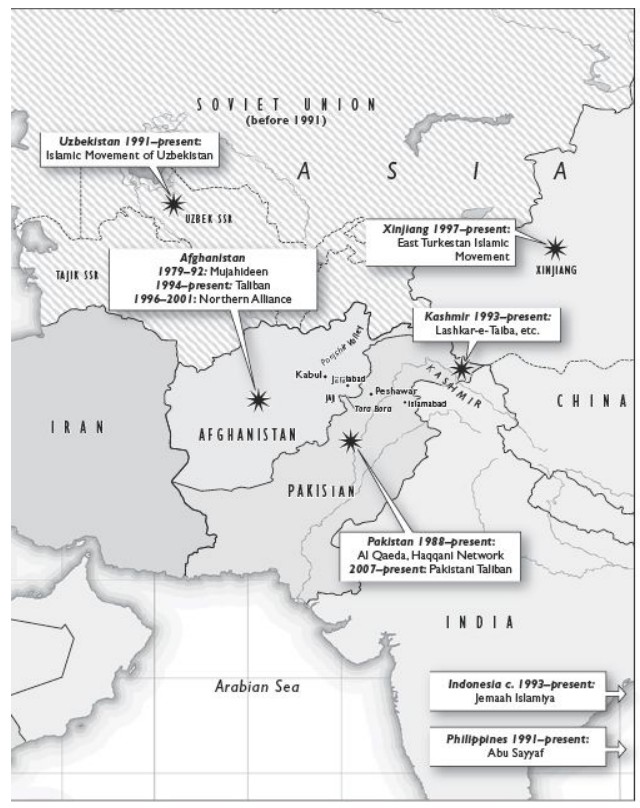 SOVIET UNION
(before 1991)
Uzbekistan 1991–present:
Islamic Movement of Uzbekistan
ASIA
UZBEK SSR
Xinjiang 1997–present:
East Turkestan Islamic
Movement
XINJIANG
TAJIK SSR
Afghanistan
1979–92: Mujahideen
1994–present: Taliban
1996–2001: Northern Alliance
Kashmir 1993–present:
Lashkar-e-Taiba, etc.
Panjshir Valley
Kabul
Jalalabad
Jaji
Peshawar
Tora Bora
Islamabad
KASHMIR
CHINA
IRAN
AFGHANISTAN
PAKISTAN
Pakistan 1988–present:
Al Qaeda, Haqqani Network
2007–present: Pakistani Taliban
INDIA
Arabian Sea
Indonesia c. 1993–present:
Jemaah Islamiya
Philippines 1991–present:
Abu Sayyaf